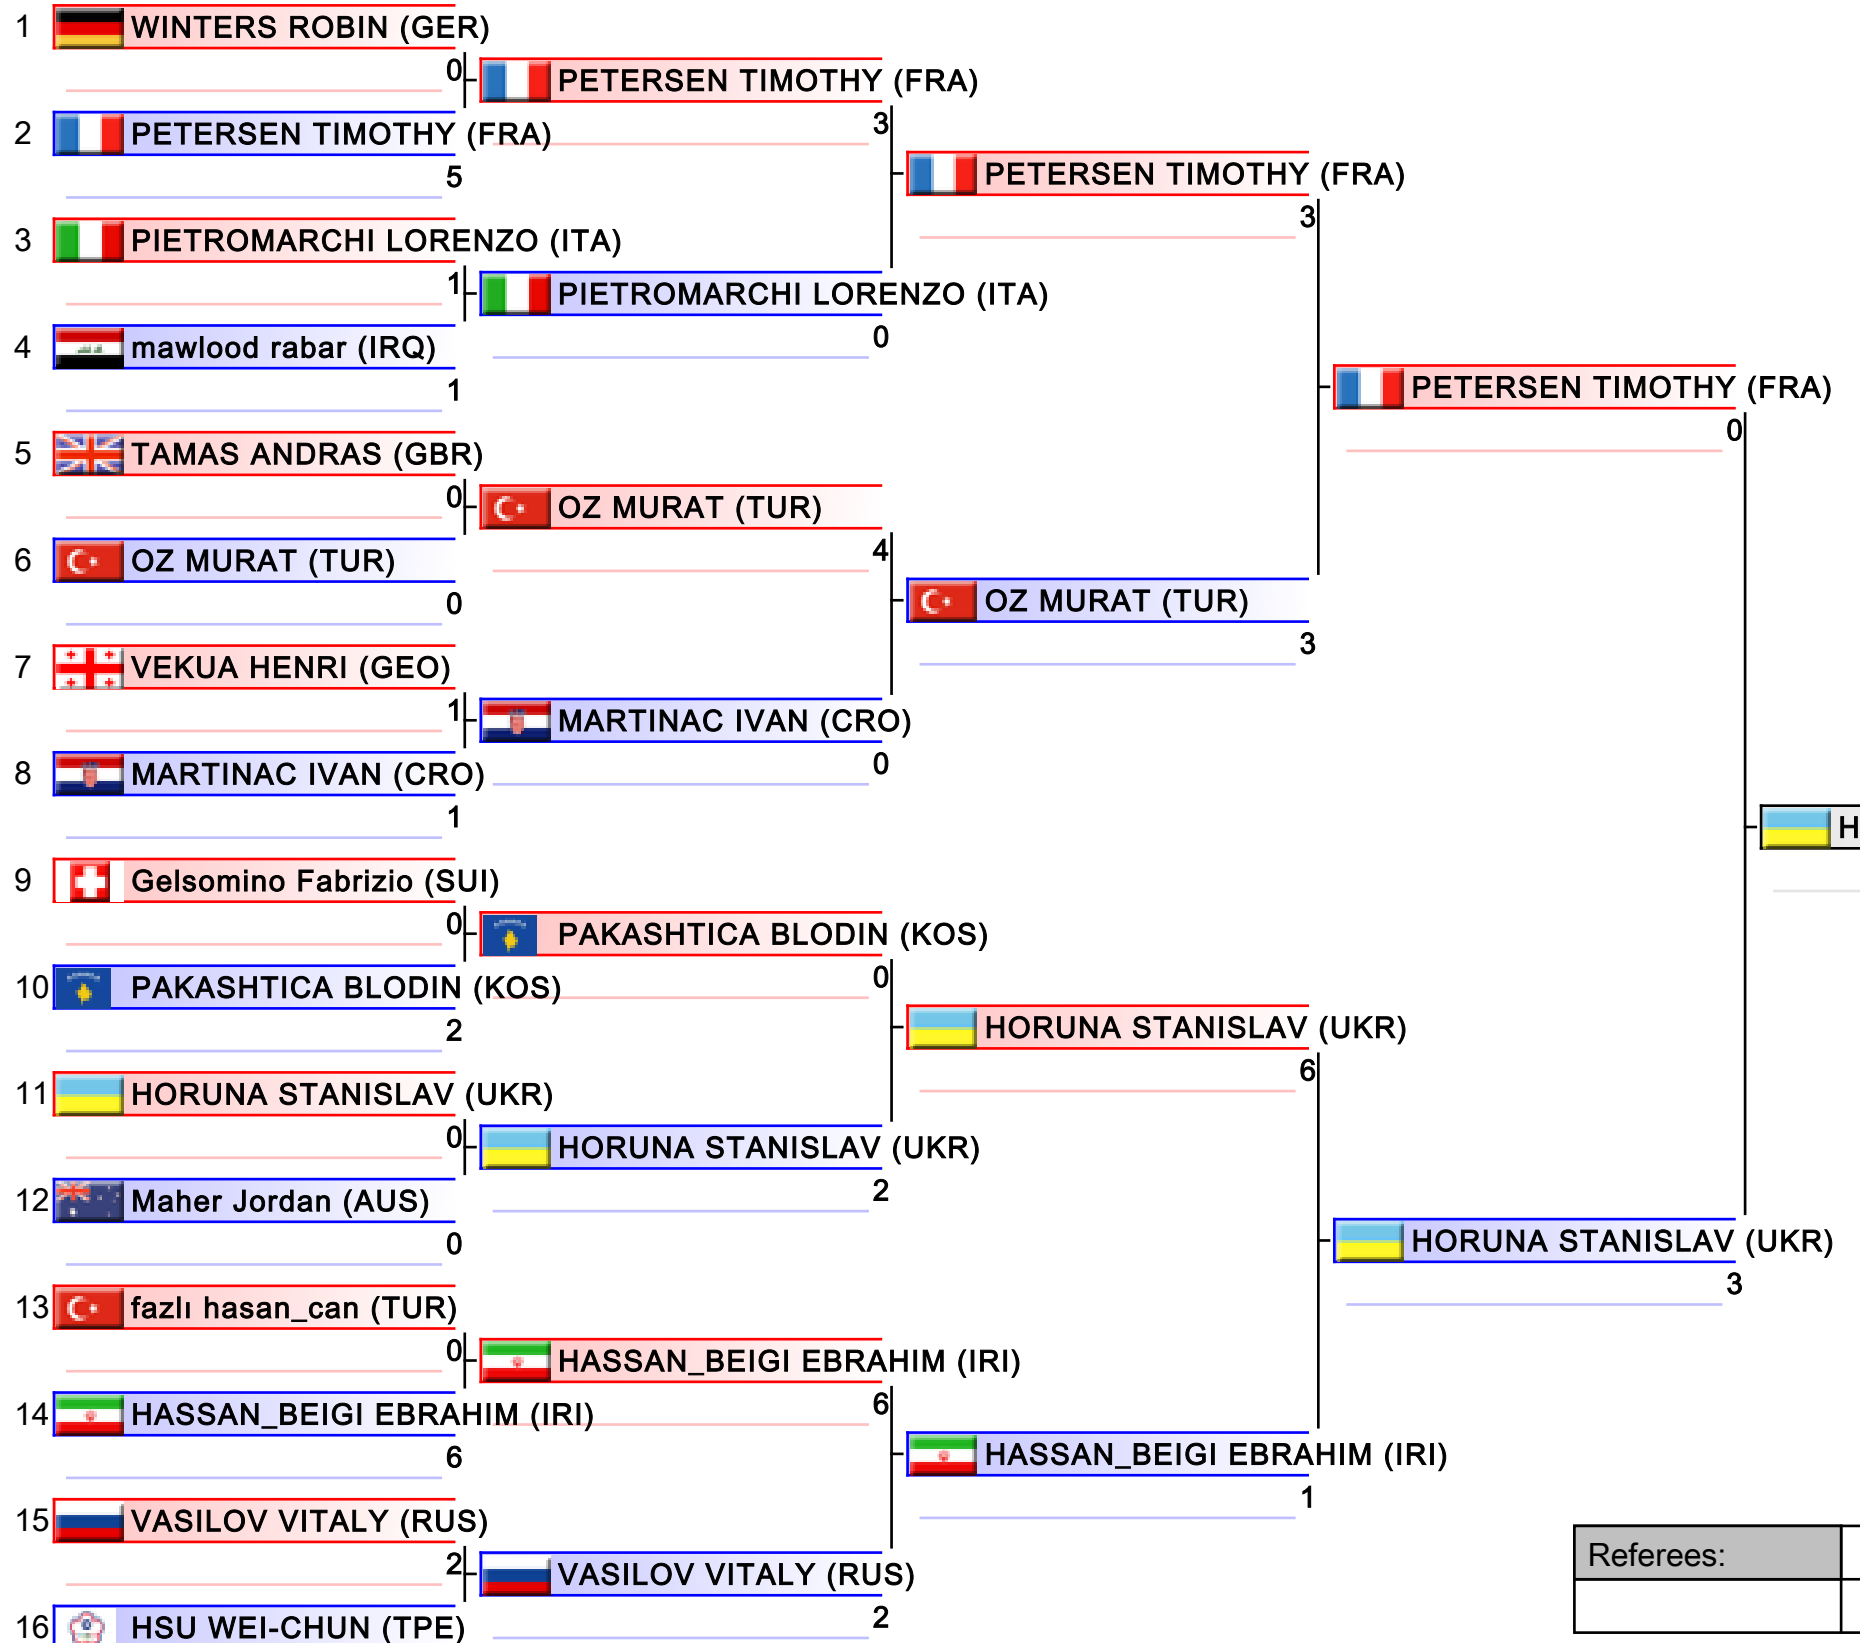 1 WINTERS ROBIN (GER)
0
2 PETERSEN TIMOTHY (FRA)
5
3 PIETROMARCHI LORENZO (ITA)
1
4 mawlood rabar (IRQ)
1
5 TAMAS ANDRAS (GBR)
0
6 OZ MURAT (TUR)
0
7 VEKUA HENRI (GEO)
1
8 MARTINAC IVAN (CRO)
1
9 Gelsomino Fabrizio (SUI)
0
10 PAKASHTICA BLODIN (KOS)
2
11 HORUNA STANISLAV (UKR)
0
12 Maher Jordan (AUS)
0
13 fazlı hasan_can (TUR)
0
14 HASSAN_BEIGI EBRAHIM (IRI)
6
15 VASILOV VITALY (RUS)
2
16 HSU WEI-CHUN (TPE)
PETERSEN TIMOTHY (FRA)
3
PIETROMARCHI LORENZO (ITA)
0
OZ MURAT (TUR)
4
MARTINAC IVAN (CRO)
0
PAKASHTICA BLODIN (KOS)
0
HORUNA STANISLAV (UKR)
2
HASSAN_BEIGI EBRAHIM (IRI)
6
VASILOV VITALY (RUS)
2
PETERSEN TIMOTHY (FRA)
3
OZ MURAT (TUR)
3
HORUNA STANISLAV (UKR)
6
HASSAN_BEIGI EBRAHIM (IRI)
1
PETERSEN TIMOTHY (FRA)
0
HORUNA STANISLAV (UKR)
3
H
Referees: